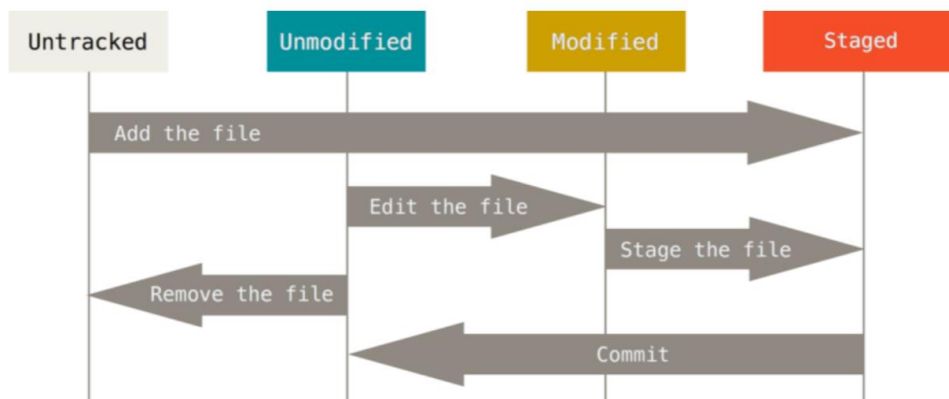 Untracked
Unmodified
Modified
Staged
Add the file
Edit the file
Stage the file
Remove the file
Commit